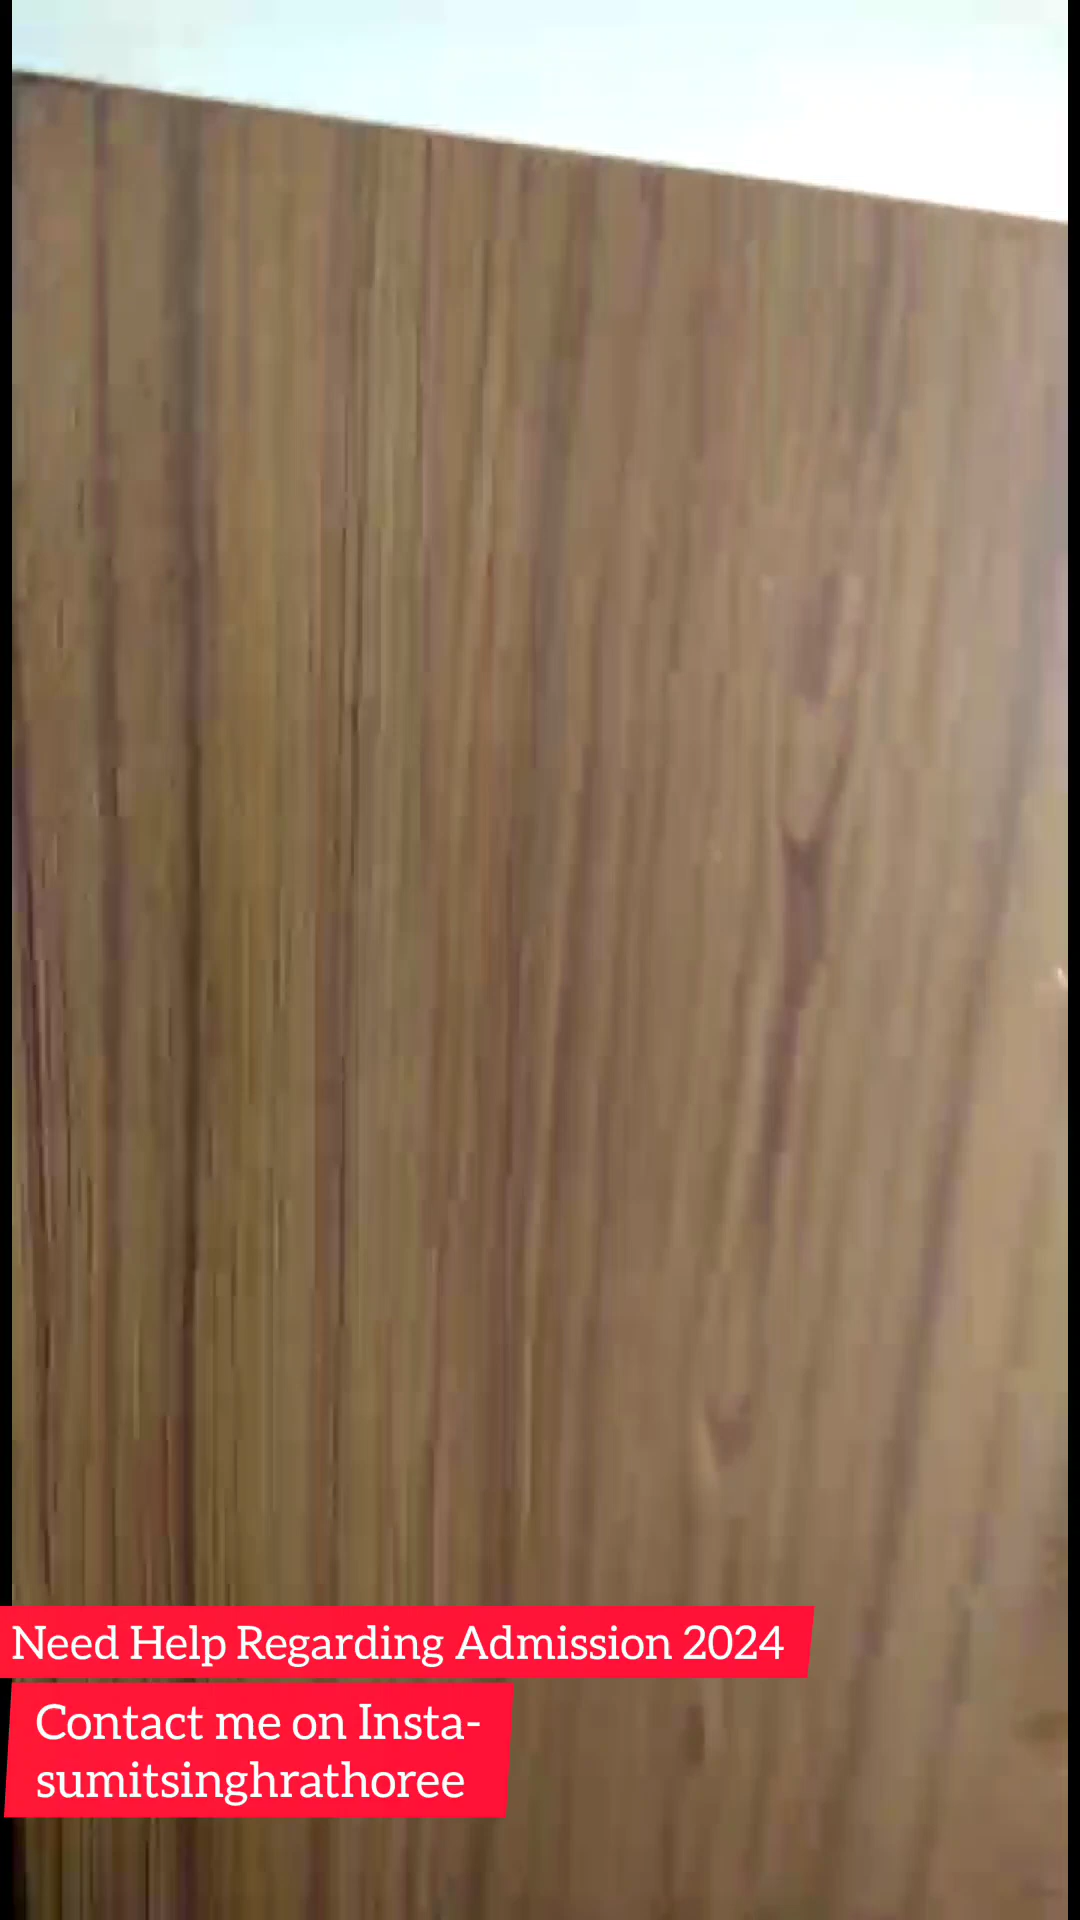 Need Help Regarding Admission 2024
Contact me on Insta-
sumitsinghrathoree